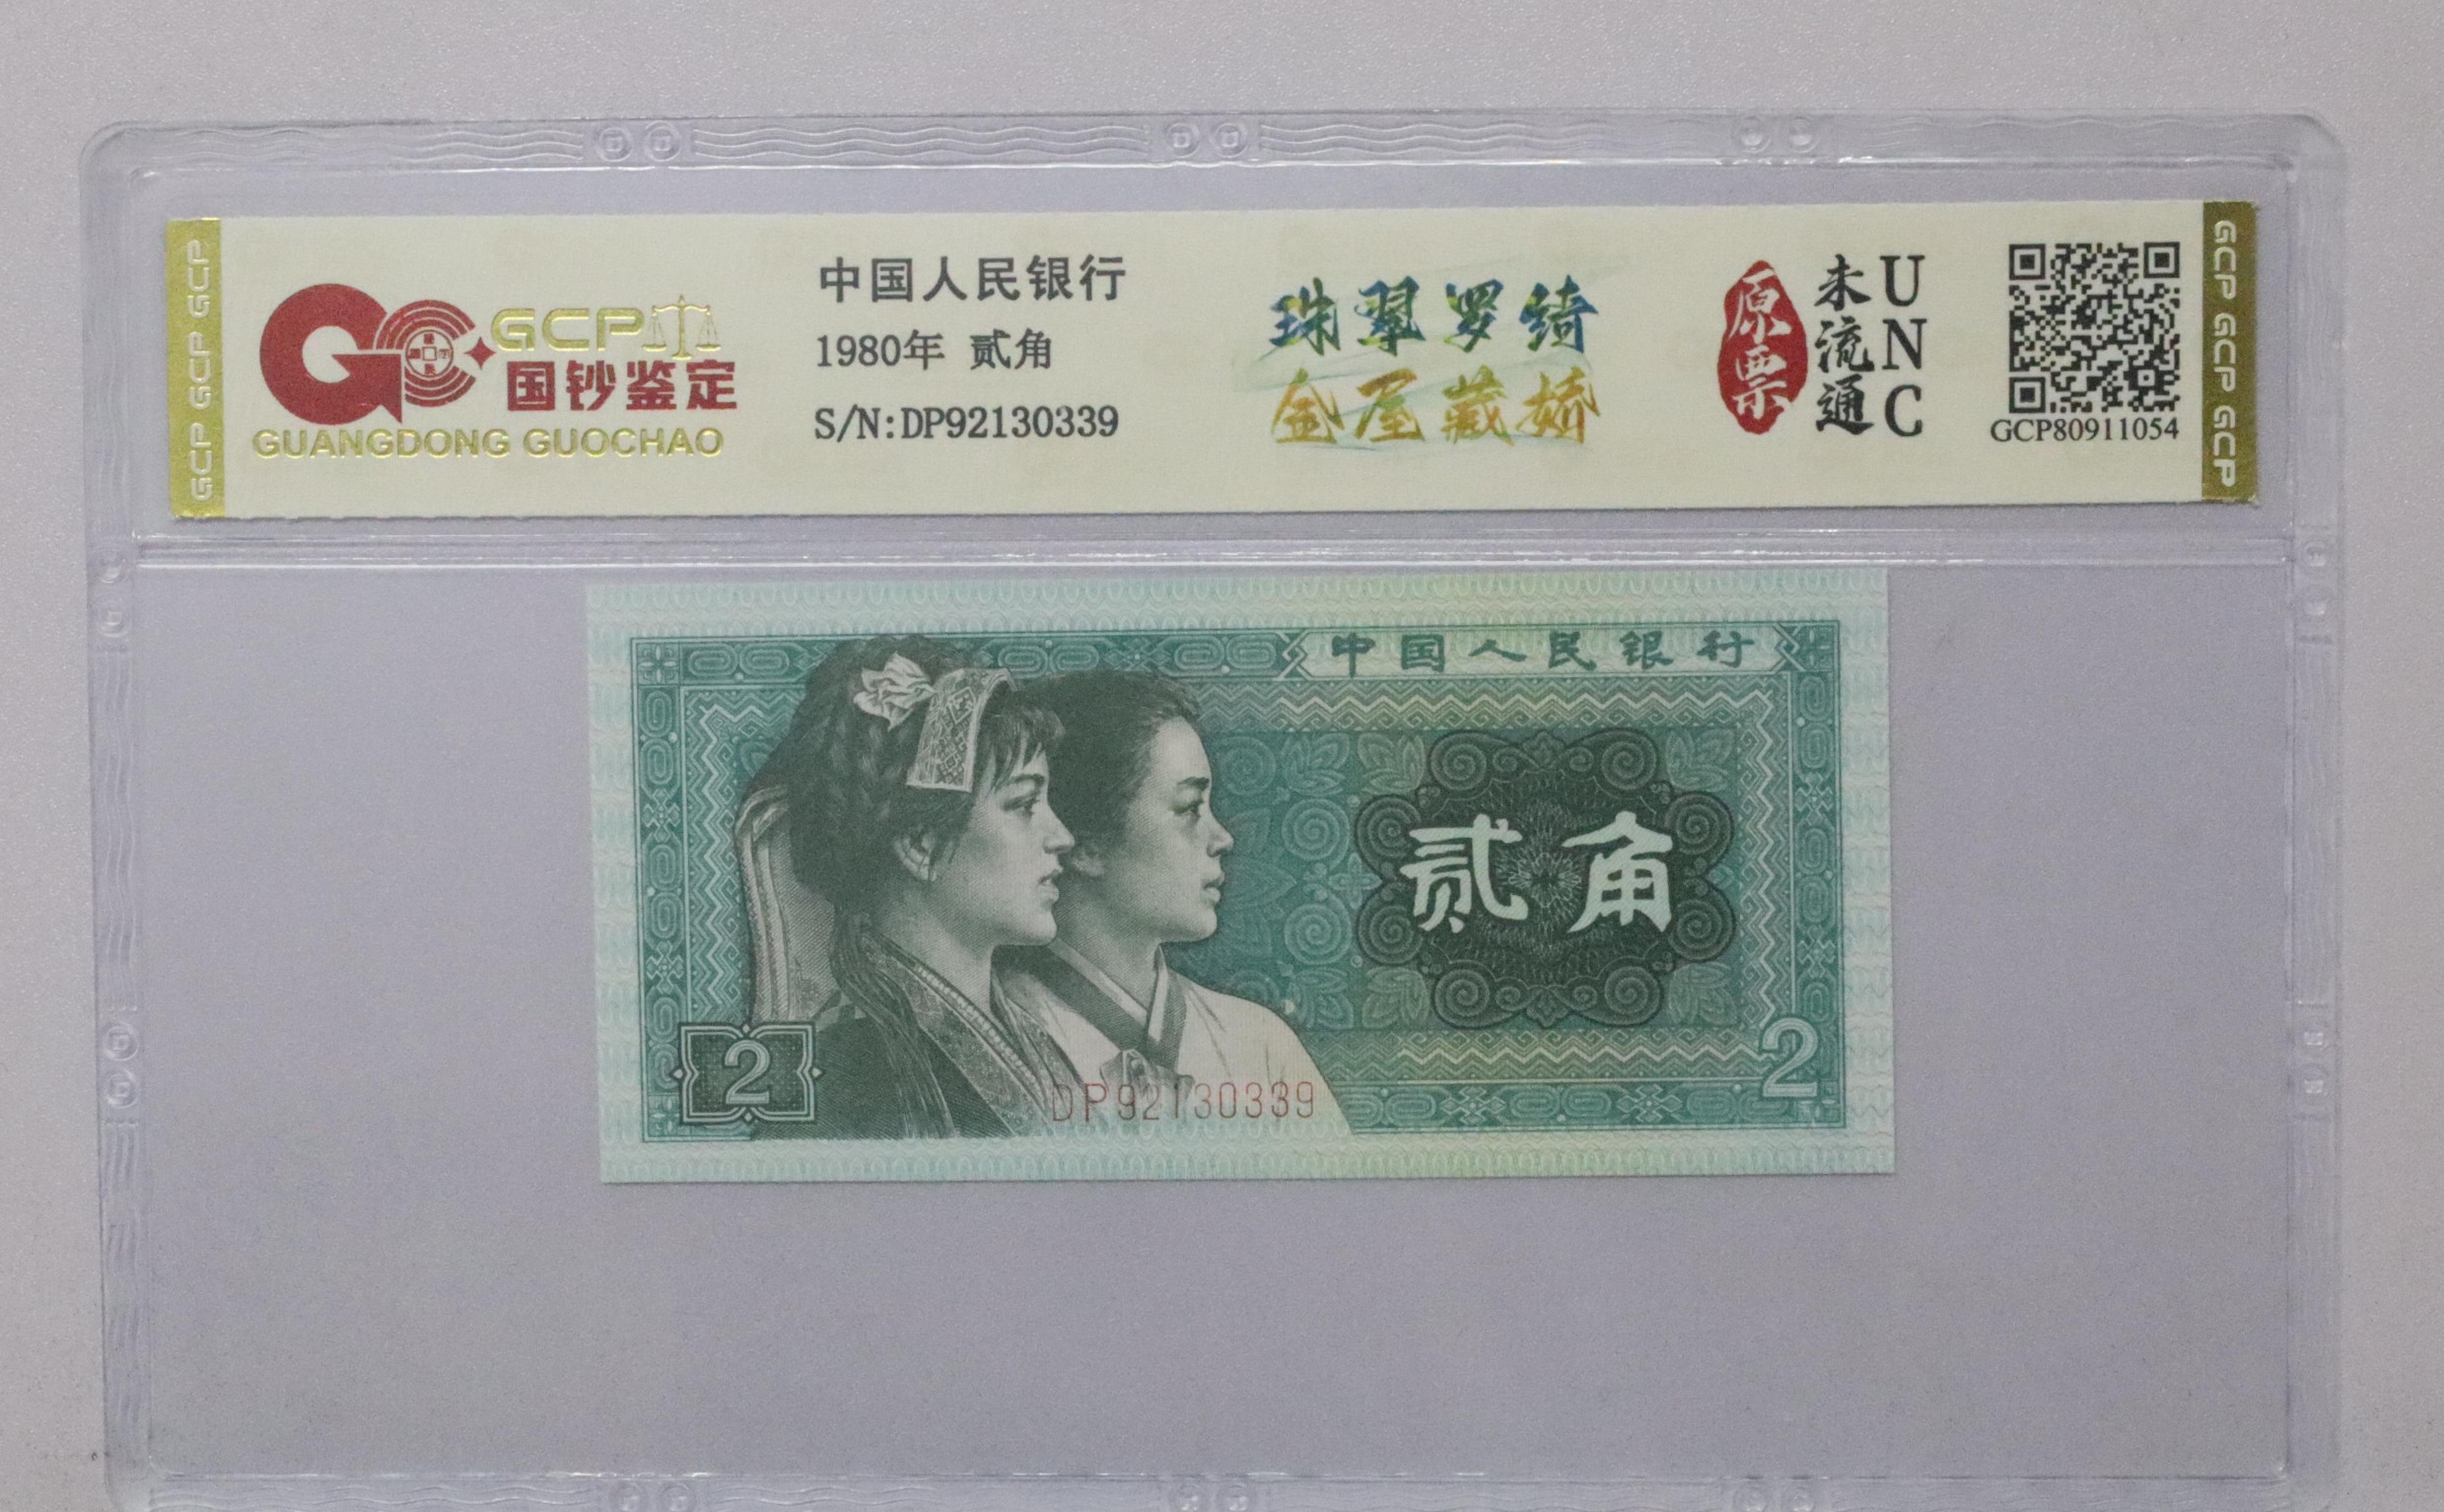 GCP GCP GCP
GCP
国钞鉴定
GUANGDONG GUOCHAO
中国人民银行
1980年 贰角
S/N:DP92130339
珠翠罗绮
金屋藏娇
原票
未流通
UNC
GCP80911054
GCP GCP GCP
中国人民银行
贰角
2
2
DP92130339